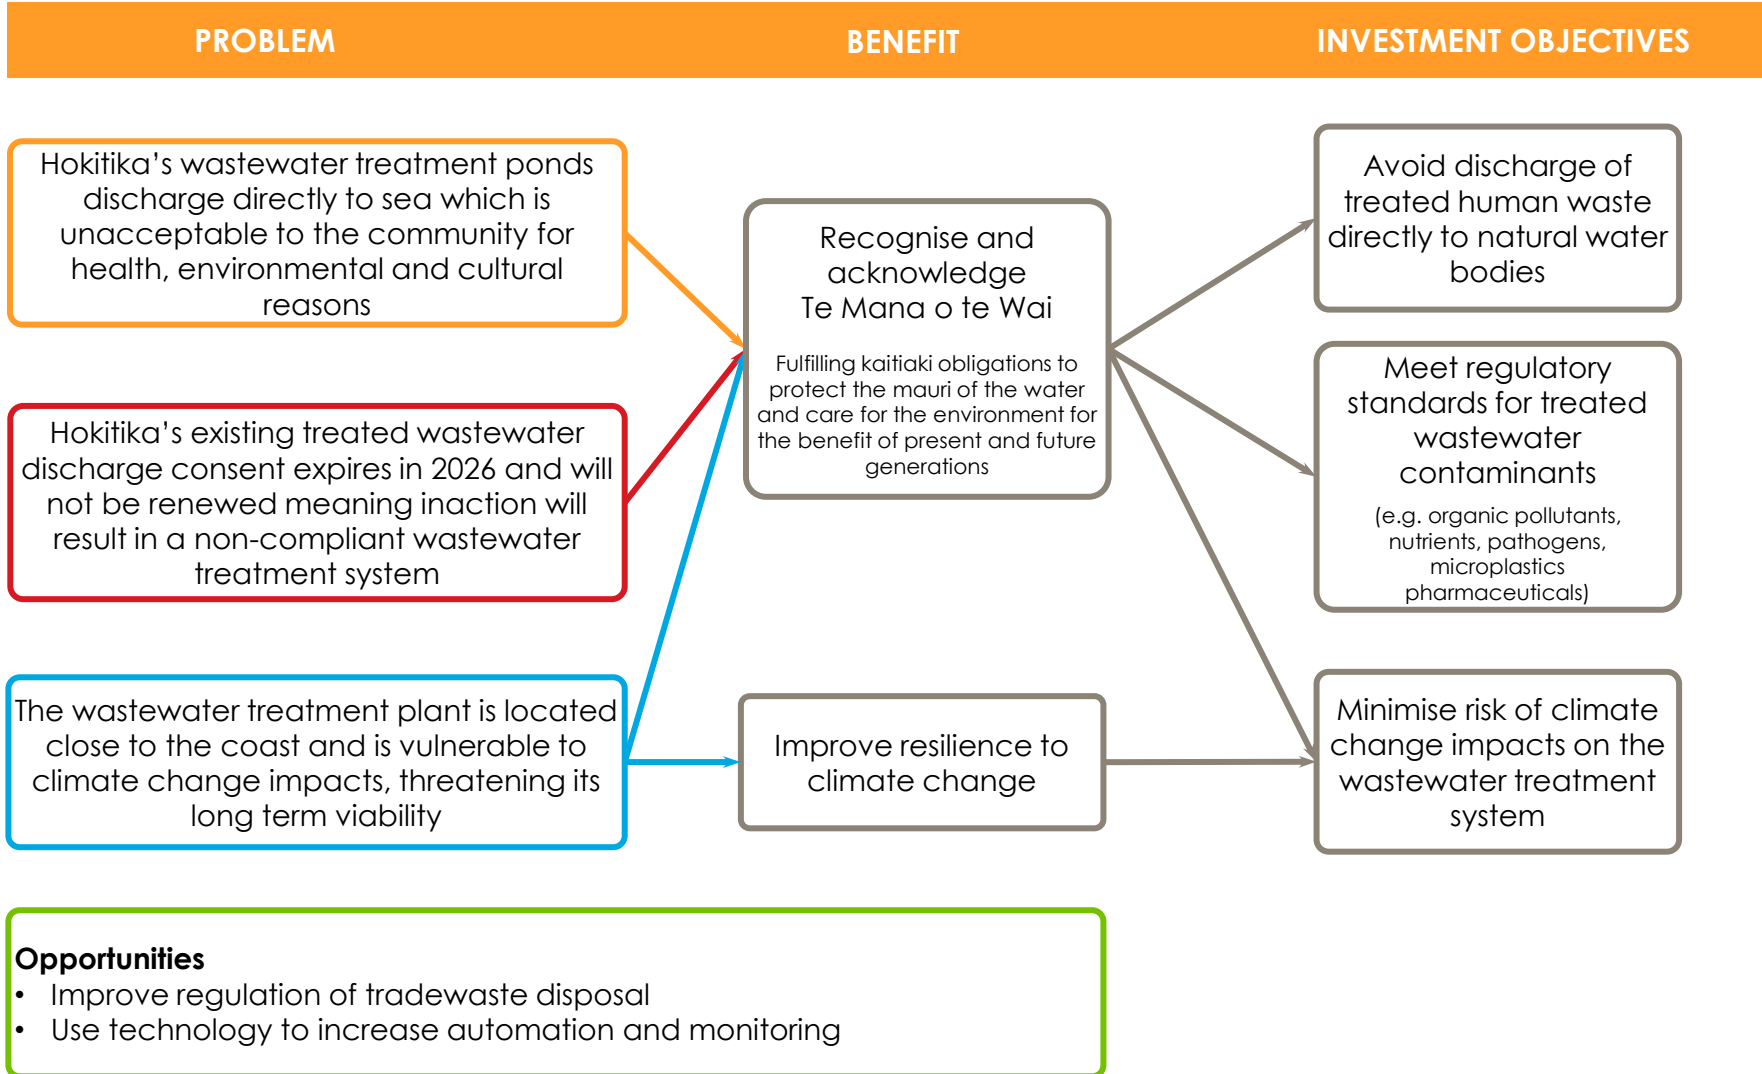 PROBLEM
BENEFIT
INVESTMENT OBJECTIVES
Hokitika’s wastewater treatment ponds
discharge directly to sea which is
unacceptable to the community for
health, environmental and cultural
reasons
Hokitika’s existing treated wastewater
discharge consent expires in 2026 and will
not be renewed meaning inaction will
result in a non-compliant wastewater
treatment system
The wastewater treatment plant is located
close to the coast and is vulnerable to
climate change impacts, threatening its
long term viability
Recognise and
acknowledge
Te Mana o te Wai
Fulfilling kaitiaki obligations to
protect the mauri of the water
and care for the environment for
the benefit of present and future
generations
Improve resilience to
climate change
Avoid discharge of
treated human waste
directly to natural water
bodies
Meet regulatory
standards for treated
wastewater
contaminants
(e.g. organic pollutants,
nutrients, pathogens,
microplastics
pharmaceuticals)
Minimise risk of climate
change impacts on the
wastewater treatment
system
Opportunities
• Improve regulation of tradewaste disposal
• Use technology to increase automation and monitoring